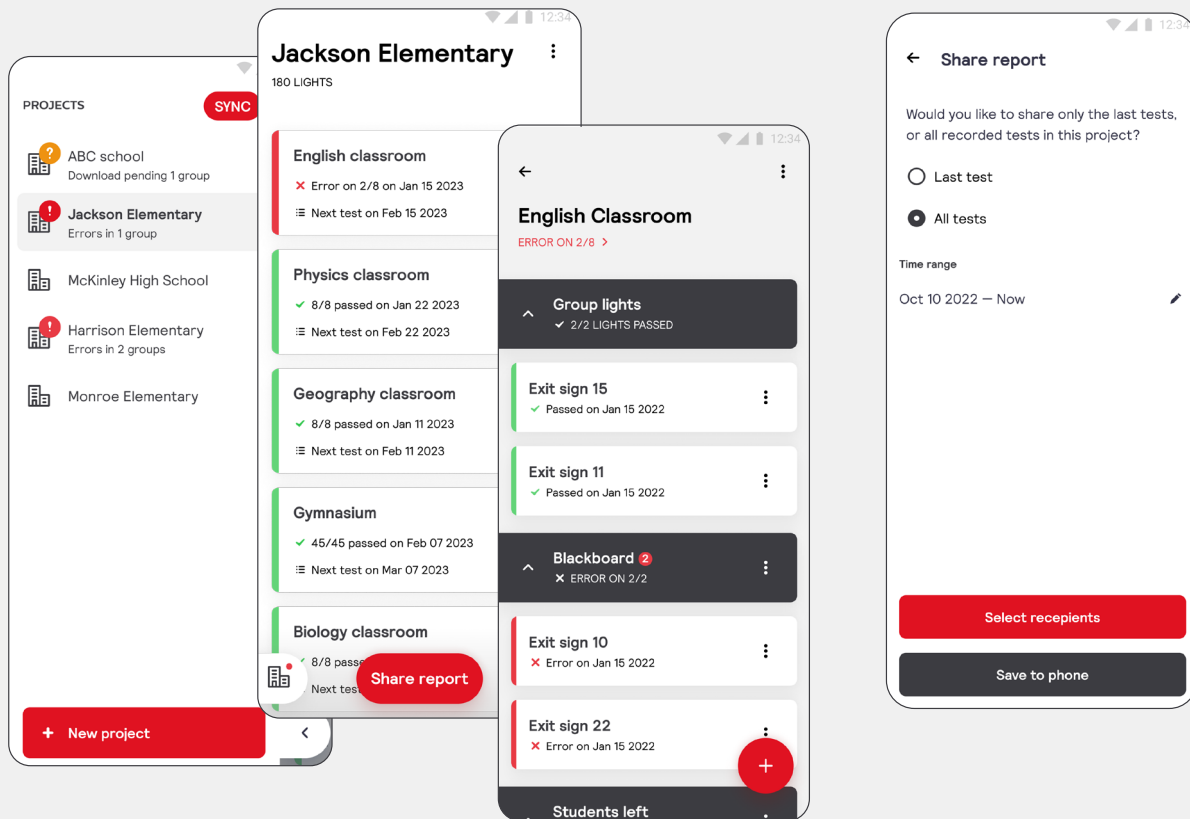 PROJECTS
SYNC
ABC school
Download pending 1 group
Jackson Elementary
Errors in 1 group
McKinley High School
Harrison Elementary
Errors in 2 groups
Monroe Elementary
+ New project
12:34
Jackson Elementary
180 LIGHTS
English classroom
Error on 2/8 on Jan 15 2023
Next test on Feb 15 2023
Physics classroom
8/8 passed on Jan 22 2023
Next test on Feb 22 2023
Geography classroom
8/8 passed on Jan 11 2023
Next test on Feb 11 2023
Gymnasium
45/45 passed on Feb 07 2023
Next test on Mar 07 2023
Biology classroom
8/8
Next
Share report
12:34
English Classroom
ERROR ON 2/8
Group lights
2/2 LIGHTS PASSED
Exit sign 15
Passed on Jan 15 2022
Exit sign 11
Passed on Jan 15 2022
Blackboard 2
ERROR ON 2/2
Exit sign 10
Error on Jan 15 2022
Exit sign 22
Error on Jan 15 2022
+
Students left
12:34
Share report
Would you like to share only the last tests,
or all recorded tests in this project?
Last test
All tests
Time range
Oct 10 2022 — Now
Select recepients
Save to phone